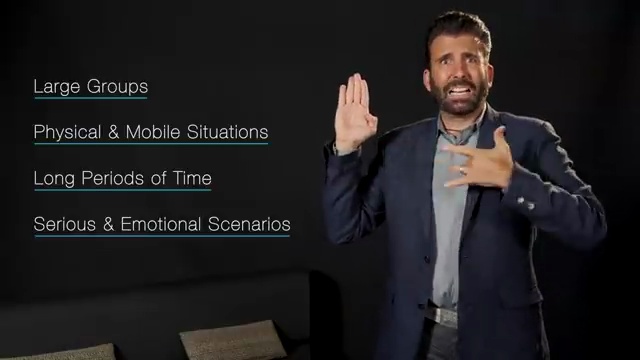 Large Groups
Physical & Mobile Situations
Long Periods of Time
Serious & Emotional Scenarios